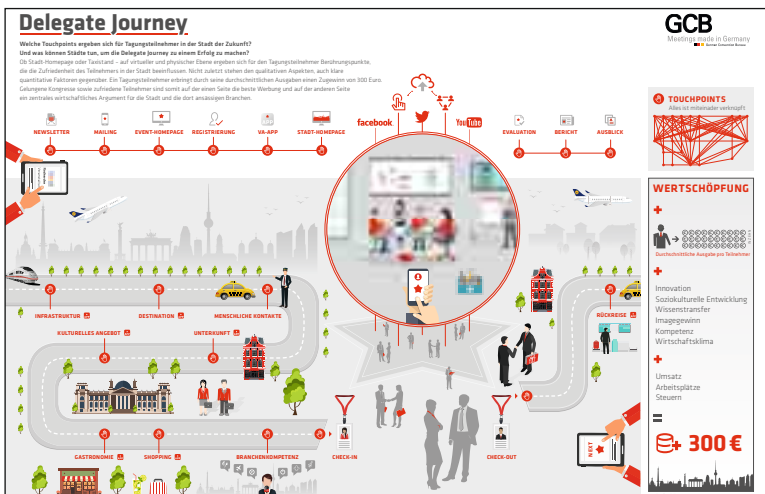 Delegate Journey
GCB
Meetings made in Germany
German Convention Bureau
Welche Touchpoints ergeben sich für Tagungsteilnehmer in der Stadt der Zukunft?
Und was können Städte tun, um die Delegate Journey zu einem Erfolg zu machen?
Ob Stadt-Homepage oder Taxistand – auf virtueller und physischer Ebene ergeben sich für den Tagungsteilnehmer Berührungspunkte,
die die Zufriedenheit des Teilnehmers in der Stadt beeinflussen. Nicht zuletzt stehen den qualitativen Aspekten, auch klare
quantitative Faktoren gegenüber. Ein Tagungsteilnehmer erbringt durch seine durchschnittlichen Ausgaben einen Zugewinn von 300 Euro.
Gelungene Kongresse sowie zufriedene Teilnehmer sind somit auf der einen Seite die beste Werbung und auf der anderen Seite
ein zentrales wirtschaftliches Argument für die Stadt und die dort ansässigen Branchen.
NEWSLETTER
MAILING
EVENT-HOMEPAGE
REGISTRIERUNG
VA-APP
STADT-HOMEPAGE
facebook
YouTube
EVALUATION
BERICHT
AUSBLICK
TOUCHPOINTS
Alles ist miteinander verknüpft
WERTSCHÖPFUNG
+
Durchschnittliche Ausgabe pro Teilnehmer
+
Innovation
Soziokulturelle Entwicklung
Wissenstransfer
Imagegewinn
Kompetenz
Wirtschaftsklima
+
Umsatz
Arbeitsplätze
Steuern
=
+ 300 €
INFRASTRUKTUR
DESTINATION
MENSCHLICHE KONTAKTE
RÜCKREISE
KULTURELLES ANGEBOT
UNTERKUNFT
GASTRONOMIE
SHOPPING
BRANCHENKOMPETENZ
CHECK-IN
CHECK-OUT
NEXT